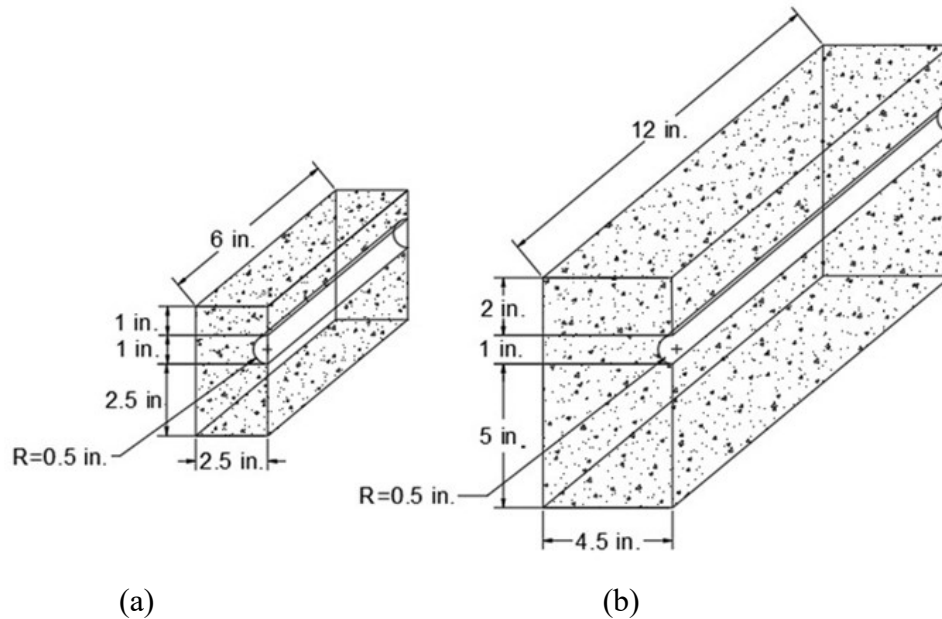 12 in.
6 in.
1 in.
1 in.
2.5 in.
R=0.5 in.
2.5 in.
2 in.
1 in.
5 in.
R=0.5 in.
4.5 in.
(a)
(b)